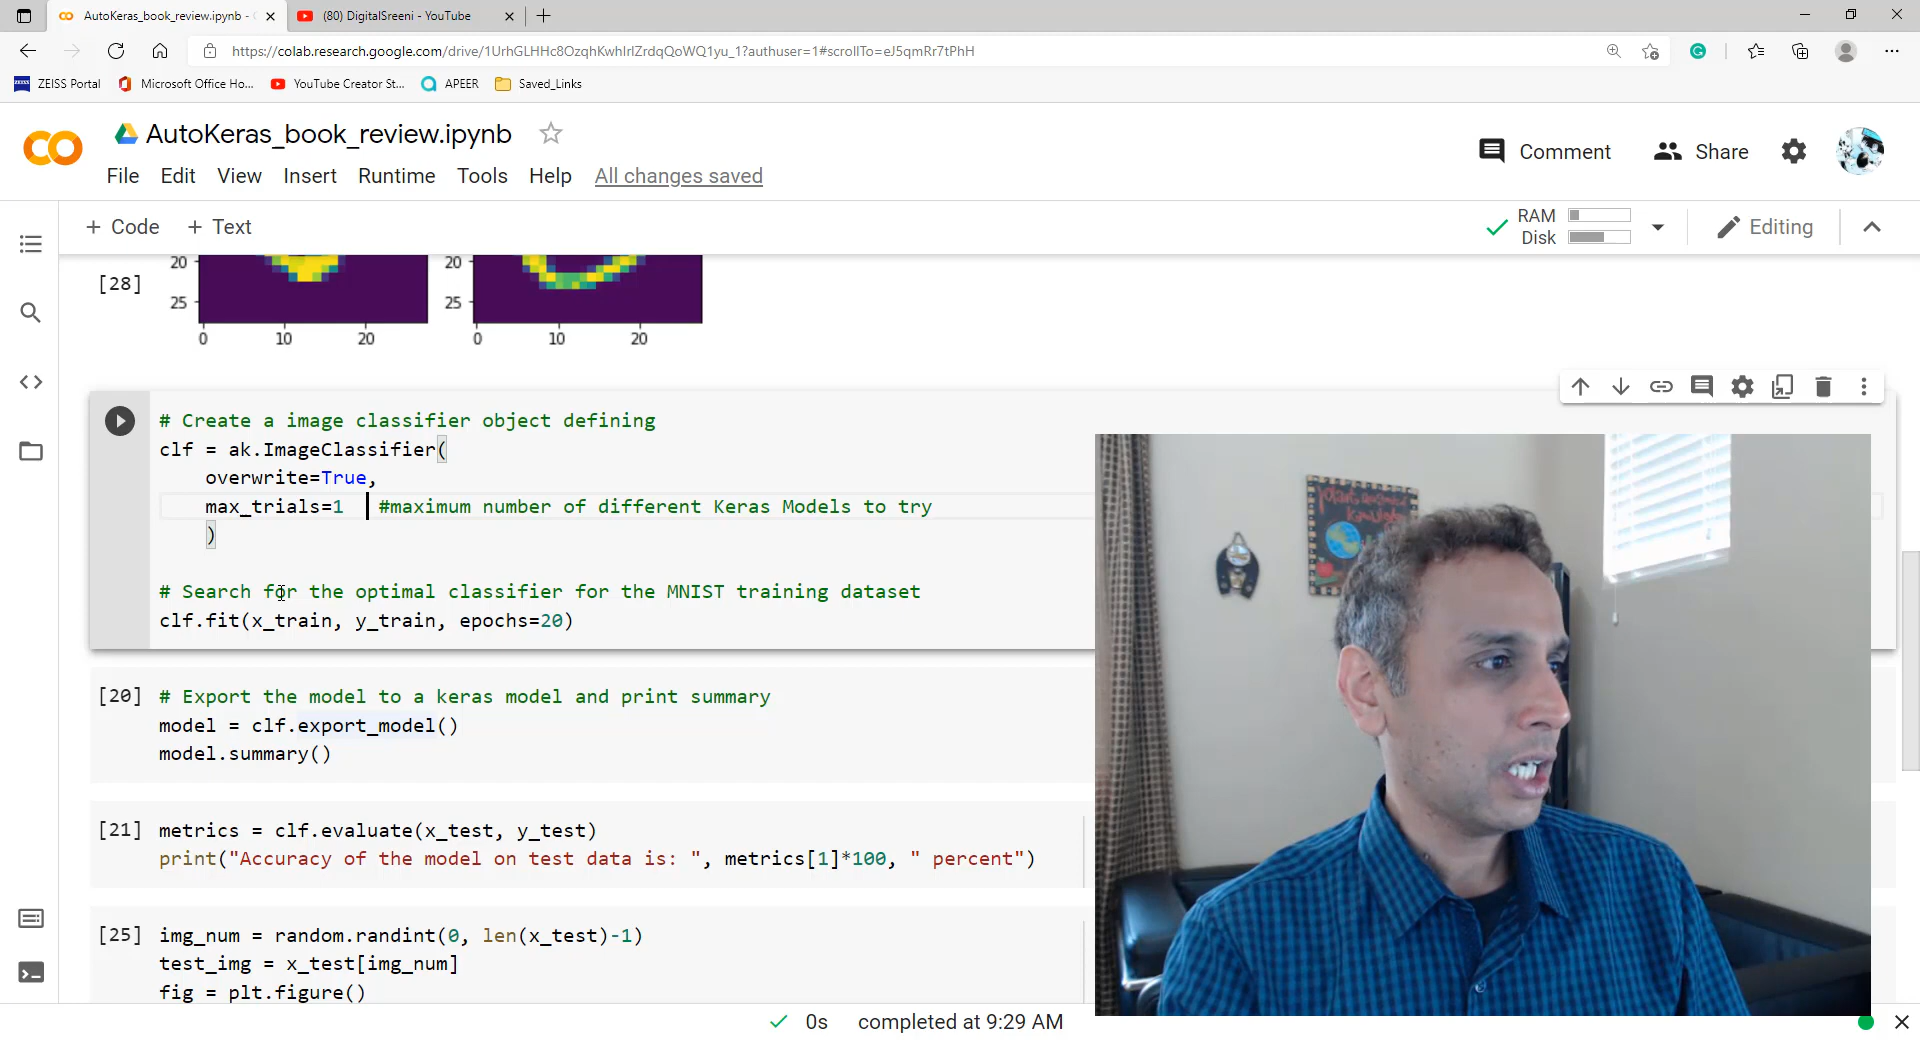 AutoKeras_book_review.ipynb -
(80) DigitalSreeni - YouTube
https://colab.research.google.com/drive/1UrhGLHHc8OzqhKwhIrlZrdqQoWQ1yu_1?authuser=1#scrollTo=eJ5qmRr7tPhH
ZEISS Portal
Microsoft Office Ho...
YouTube Creator St...
APEER
Saved_Links
AutoKeras_book_review.ipynb
Comment
Share
File Edit View Insert Runtime Tools Help All changes saved
+ Code + Text
RAM
Disk
Editing
20 20
[28]
25 25
0 10 20 0 10 20
# Create a image classifier object defining
clf = ak.ImageClassifier(
overwrite=True,
max_trials=1 #maximum number of different Keras Models to try
)
# Search for the optimal classifier for the MNIST training dataset
clf.fit(x_train, y_train, epochs=20)
[20] # Export the model to a keras model and print summary
model = clf.export_model()
model.summary()
[21] metrics = clf.evaluate(x_test, y_test)
print("Accuracy of the model on test data is: ", metrics[1]*100, " percent")
[25] img_num = random.randint(0, len(x_test)-1)
test_img = x_test[img_num]
fig = plt.figure()
0s completed at 9:29 AM